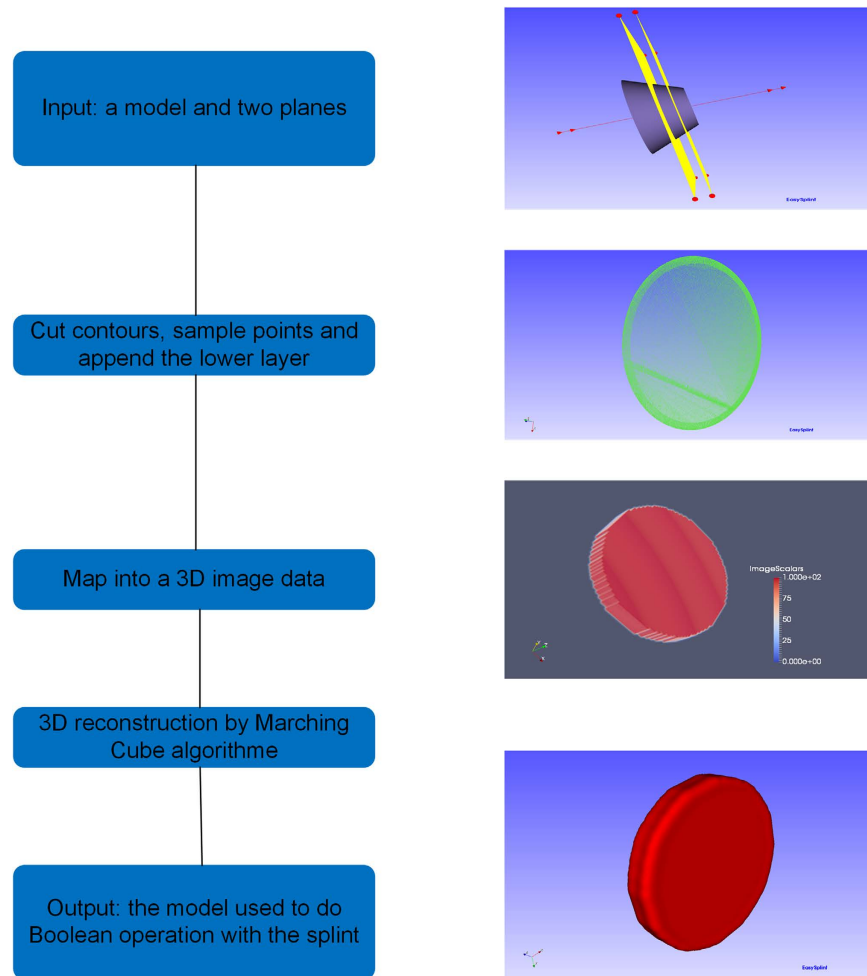 Input: a model and two planes
EasySplint
Cut contours, sample points and
append the lower layer
EasySplint
Map into a 3D image data
ImageScalars
1.000e+02
75
50
25
0.000e+00
3D reconstruction by Marching
Cube algorithme
Output: the model used to do
Boolean operation with the splint
EasySplint